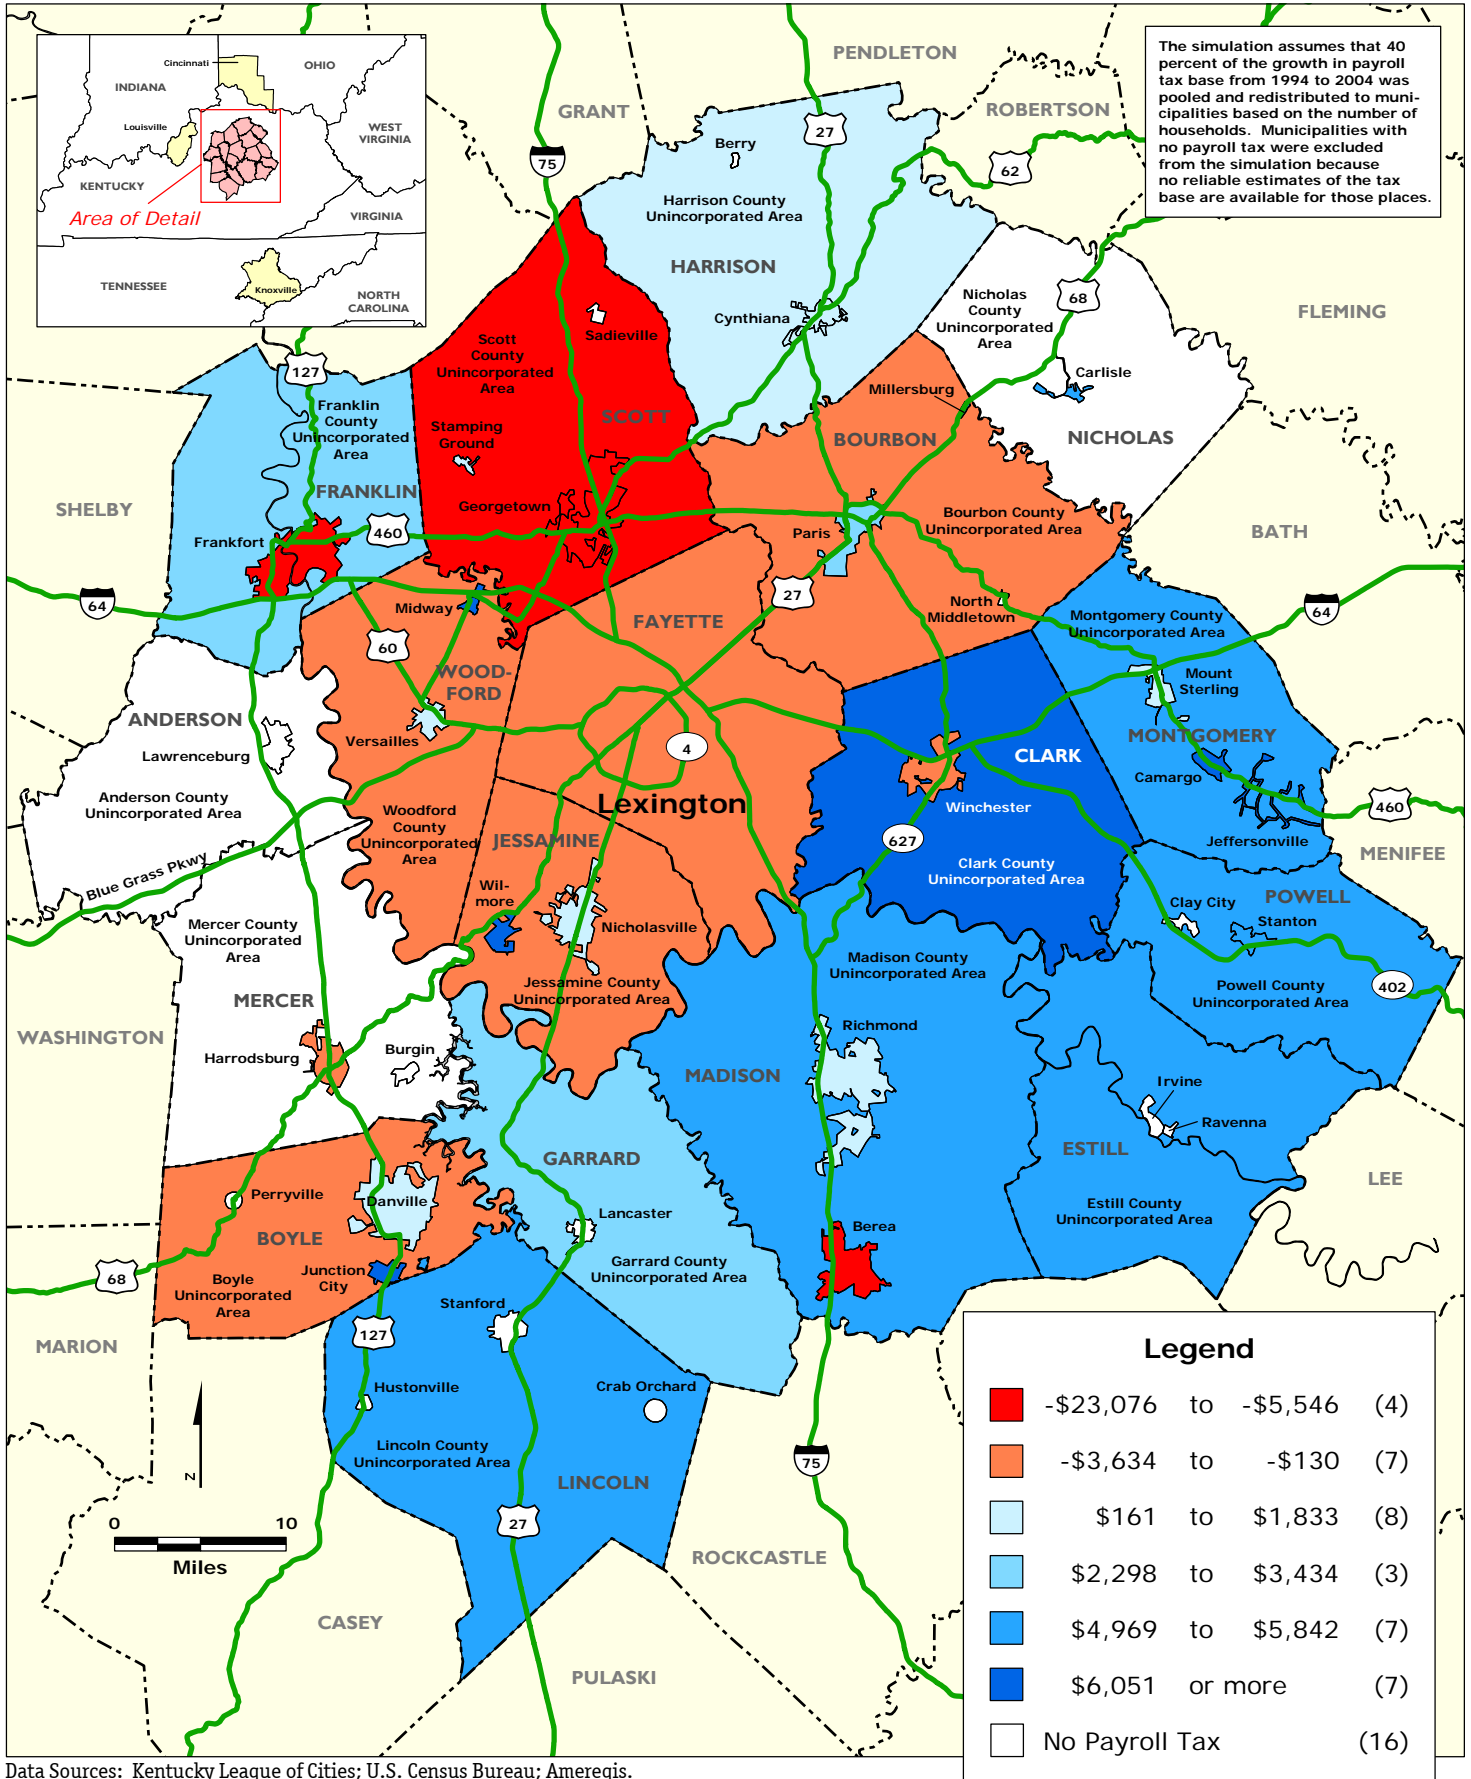 PENDLETON
The simulation assumes that 40
percent of the growth in payroll
tax base from 1994 to 2004 was
pooled and redistributed to muni-
cipalities based on the number of
households.  Municipalities with
no payroll tax were excluded
from the simulation because
no reliable estimates of the tax
base are available for those places.
Cincinnati
OHIO
INDIANA
Louisville
WEST
VIRGINIA
KENTUCKY
Area of Detail
VIRGINIA
TENNESSEE
Knoxville
NORTH
CAROLINA
GRANT
ROBERTSON
27
75
62
Berry
Harrison County
Unincorporated Area
HARRISON
Cynthiana
Nicholas
County
Unincorporated
Area
68
FLEMING
Carlisle
NICHOLAS
Sadieville
Scott
County
Unincorporated
Area
SCOTT
Stamping
Ground
Georgetown
127
Franklin
County
Unincorporated
Area
FRANKLIN
460
Frankfort
SHELBY
64
Millersburg
BOURBON
Bourbon County
Unincorporated Area
Paris
North
Middletown
27
BATH
64
Montgomery County
Unincorporated Area
Mount
Sterling
MONTGOMERY
Camargo
Jeffersonville
460
MENIFEE
Midway
60
WOOD-
FORD
Versailles
Woodford
County
Unincorporated
Area
FAYETTE
4
Lexington
CLARK
Winchester
627
Clark County
Unincorporated Area
ANDERSON
Lawrenceburg
Anderson County
Unincorporated Area
Blue Grass Pkwy
JESSAMINE
Wil-
more
Nicholasville
Jessamine County
Unincorporated Area
POWELL
Clay City
Stanton
Powell County
Unincorporated Area
402
Mercer County
Unincorporated
Area
MERCER
Harrodsburg
Burgin
WASHINGTON
Madison County
Unincorporated Area
Richmond
MADISON
Berea
Irvine
Ravenna
ESTILL
Estill County
Unincorporated Area
LEE
GARRARD
Lancaster
Garrard County
Unincorporated Area
Perryville
Danville
BOYLE
Boyle
Unincorporated
Area
Junction
City
68
MARION
127
Stanford
Hustonville
Crab Orchard
Lincoln County
Unincorporated Area
LINCOLN
27
75
ROCKCASTLE
CASEY
PULASKI
N
0 10
Miles
Legend
-$23,076 to -$5,546 (4)
-$3,634 to -$130 (7)
$161 to $1,833 (8)
$2,298 to $3,434 (3)
$4,969 to $5,842 (7)
$6,051 or more (7)
No Payroll Tax (16)
Data Sources:  Kentucky League of Cities; U.S. Census Bureau; Ameregis.